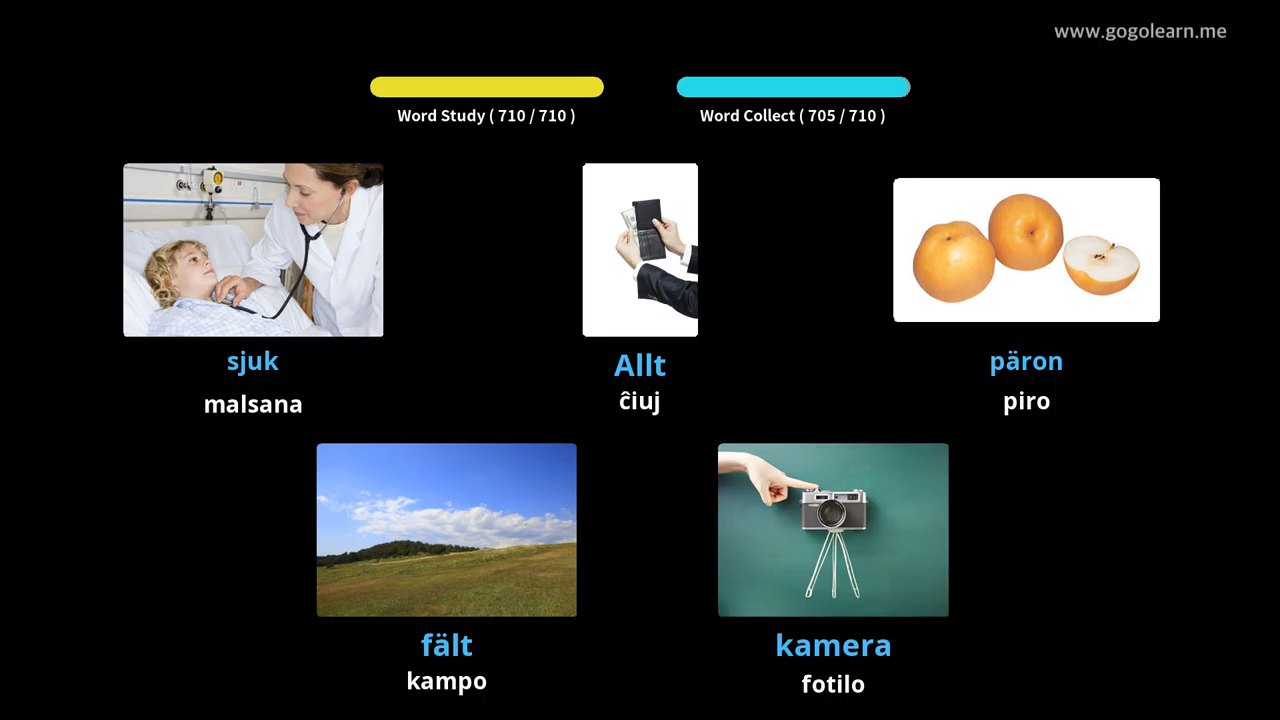 www.gogolearn.me
Word Study ( 710 / 710 )
Word Collect ( 705 / 710 )
sjuk
malsana
Allt
ĉiuj
päron
piro
fält
kampo
kamera
fotilo